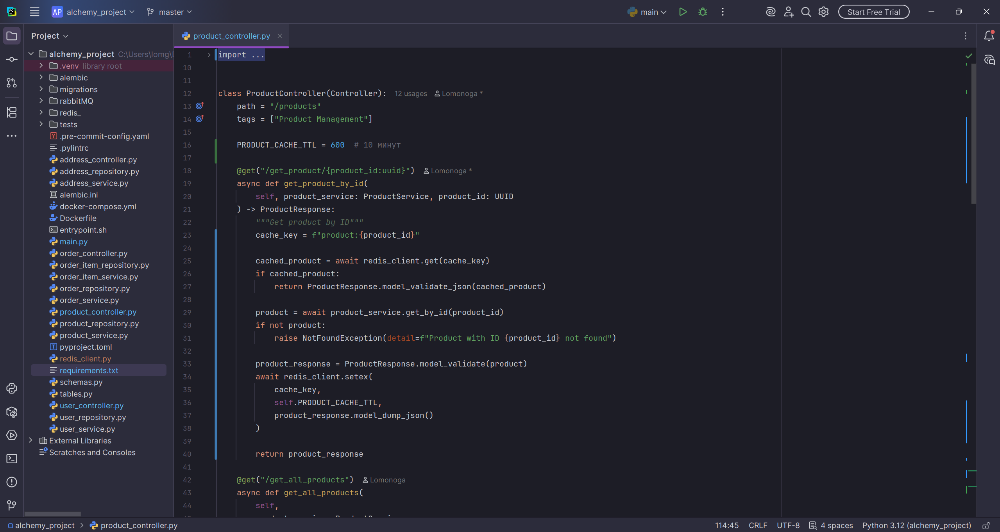 PC
AP alchemy_project
master
main
Start Free Trial
Project
product_controller.py
alchemy_project C:\Users\lomg\
.venv library root
alembic
migrations
rabbitMQ
redis_
tests
.pre-commit-config.yaml
.pylintrc
address_controller.py
address_repository.py
address_service.py
alembic.ini
docker-compose.yml
Dockerfile
entrypoint.sh
main.py
order_controller.py
order_item_repository.py
order_item_service.py
order_repository.py
order_service.py
product_controller.py
product_repository.py
product_service.py
pyproject.toml
redis_client.py
requirements.txt
schemas.py
tables.py
user_controller.py
user_repository.py
user_service.py
External Libraries
Scratches and Consoles
1 import ...
10
11
12 class ProductController(Controller): 12 usages Lomonoga *
13 path = "/products"
14 tags = ["Product Management"]
15
16 PRODUCT_CACHE_TTL = 600 # 10 минут
17
18 @get("/get_product/{product_id:uuid}") Lomonoga *
19 async def get_product_by_id(
20 self, product_service: ProductService, product_id: UUID
21 ) -> ProductResponse:
22 """Get product by ID"""
23 cache_key = f"product:{product_id}"
24
25 cached_product = await redis_client.get(cache_key)
26 if cached_product:
27 return ProductResponse.model_validate_json(cached_product)
28
29 product = await product_service.get_by_id(product_id)
30 if not product:
31 raise NotFoundException(detail=f"Product with ID {product_id} not found")
32
33 product_response = ProductResponse.model_validate(product)
34 await redis_client.setex(
35 cache_key,
36 self.PRODUCT_CACHE_TTL,
37 product_response.model_dump_json()
38 )
39
40 return product_response
41
42 @get("/get_all_products") Lomonoga
43 async def get_all_products(
44 self,
alchemy_project > product_controller.py
114:45 CRLF UTF-8 4 spaces Python 3.12 (alchemy_project)